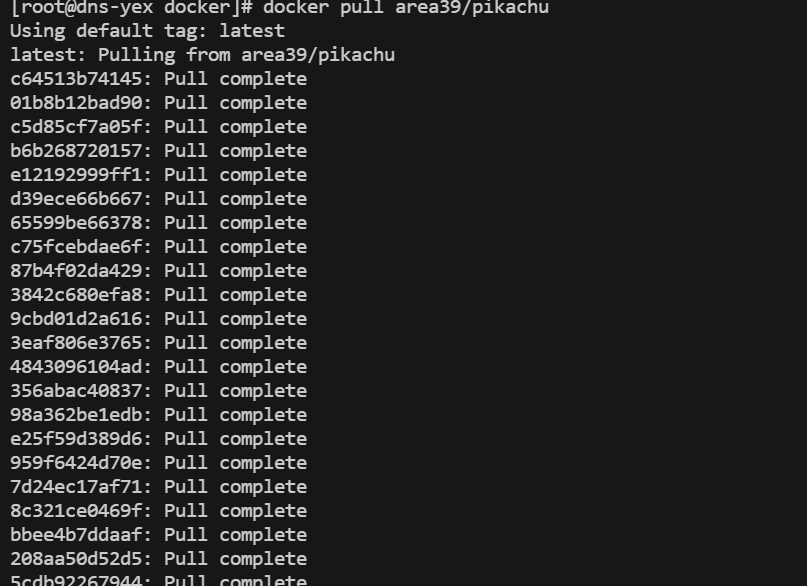 [root@dns-yex docker]# docker pull area39/pikachu
Using default tag: latest
latest: Pulling from area39/pikachu
c64513b74145: Pull complete
01b8b12bad90: Pull complete
c5d85cf7a05f: Pull complete
b6b268720157: Pull complete
e12192999ff1: Pull complete
d39ece66b667: Pull complete
65599be66378: Pull complete
c75fcebdae6f: Pull complete
87b4f02da429: Pull complete
3842c680efa8: Pull complete
9cbd01d2a616: Pull complete
3eaf806e3765: Pull complete
4843096104ad: Pull complete
356abac40837: Pull complete
98a362be1edb: Pull complete
e25f59d389d6: Pull complete
959f6424d70e: Pull complete
7d24ec17af71: Pull complete
8c321ce0469f: Pull complete
bbee4b7ddaaf: Pull complete
208aa50d52d5: Pull complete
5cdb92267944: Pull complete